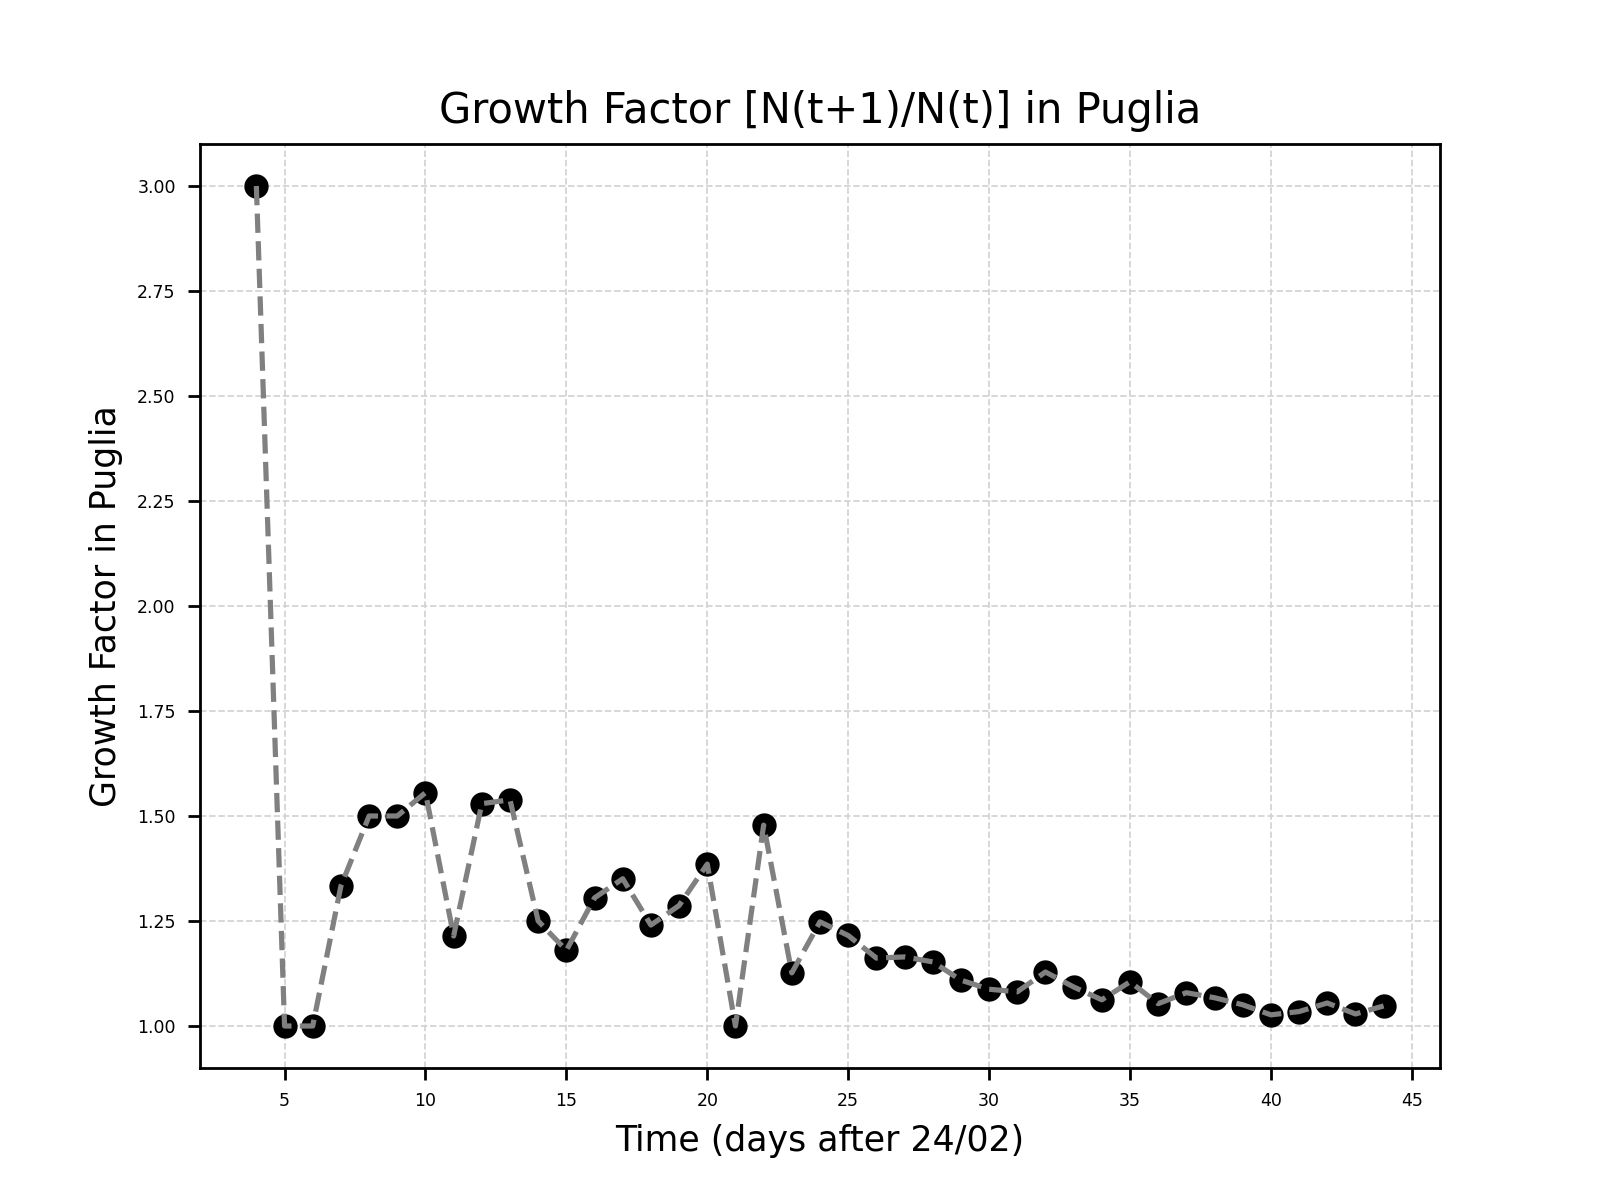 Growth Factor [N(t+1)/N(t)] in Puglia
Growth Factor in Puglia
3.00
2.75
2.50
2.25
2.00
1.75
1.50
1.25
1.00
5 10 15 20 25 30 35 40 45
Time (days after 24/02)